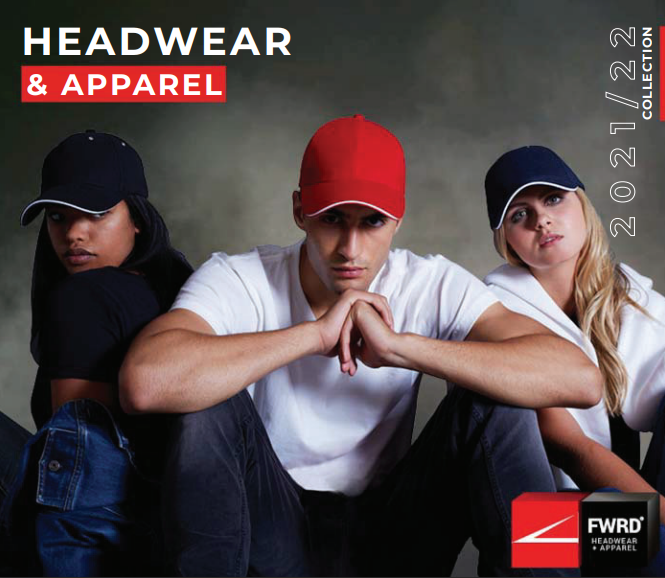 HEADWEAR
& APPAREL
2021/22
COLLECTION
FWRD®
HEADWEAR
+ APPAREL